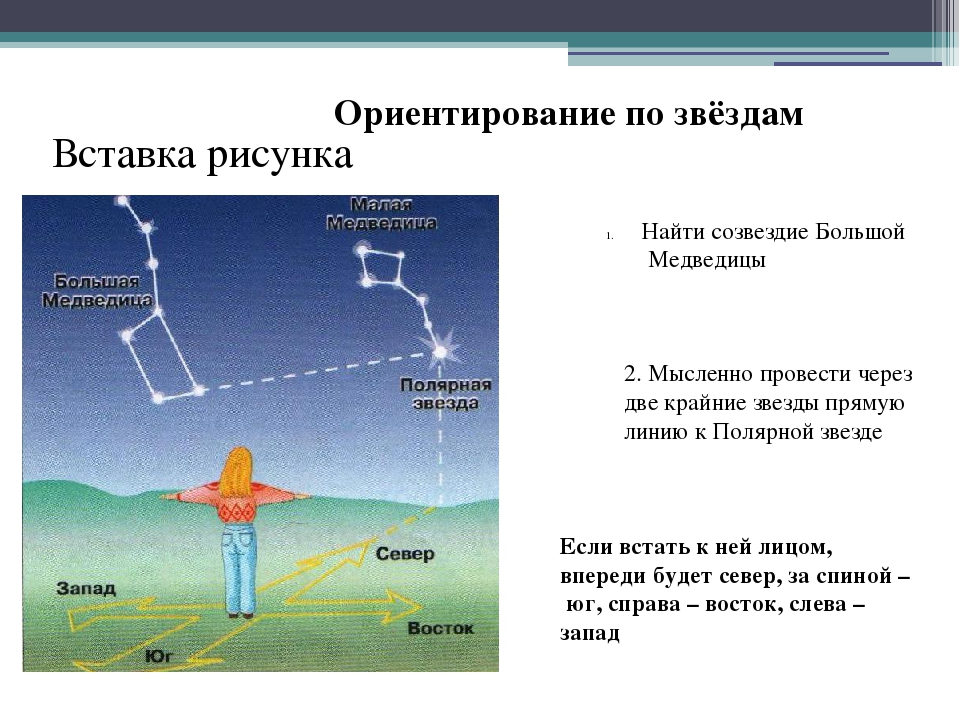 Ориентирование по звёздам
Вставка рисунка
Малая
Медведица
Большая
Медведица
Полярная
звезда
Север
Запад
Восток
Юг
1. Найти созвездие Большой
Медведицы
2. Мысленно провести через
две крайние звезды прямую
линию к Полярной звезде
Если встать к ней лицом,
впереди будет север, за спиной –
юг, справа – восток, слева –
запад